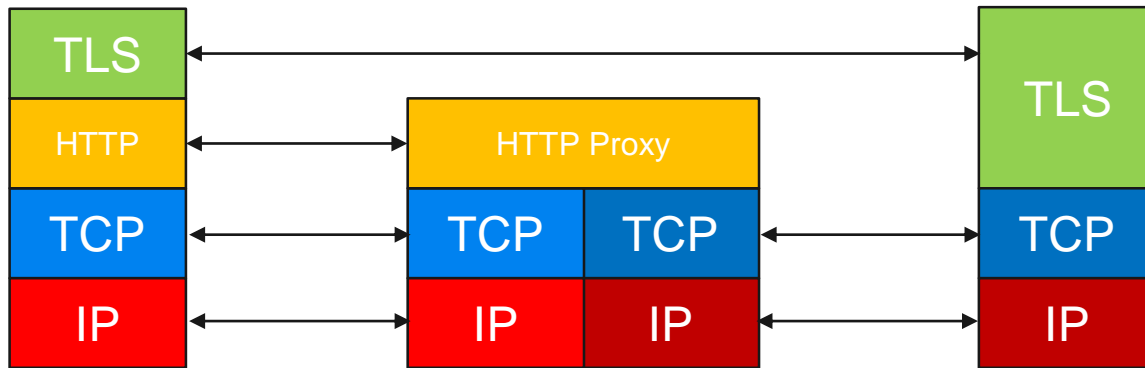 TLS
HTTP
TCP
IP
HTTP Proxy
TCP TCP
IP IP
TLS
TCP
IP